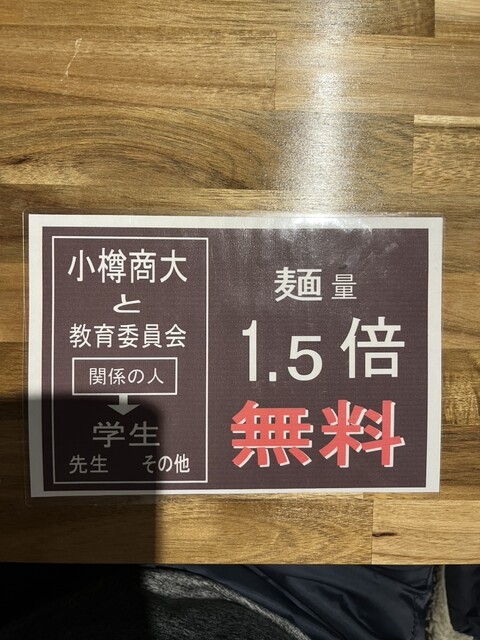 小樽商大
と
教育委員会
関係の人
学生
先生 その他
麺量
1.5倍
無料